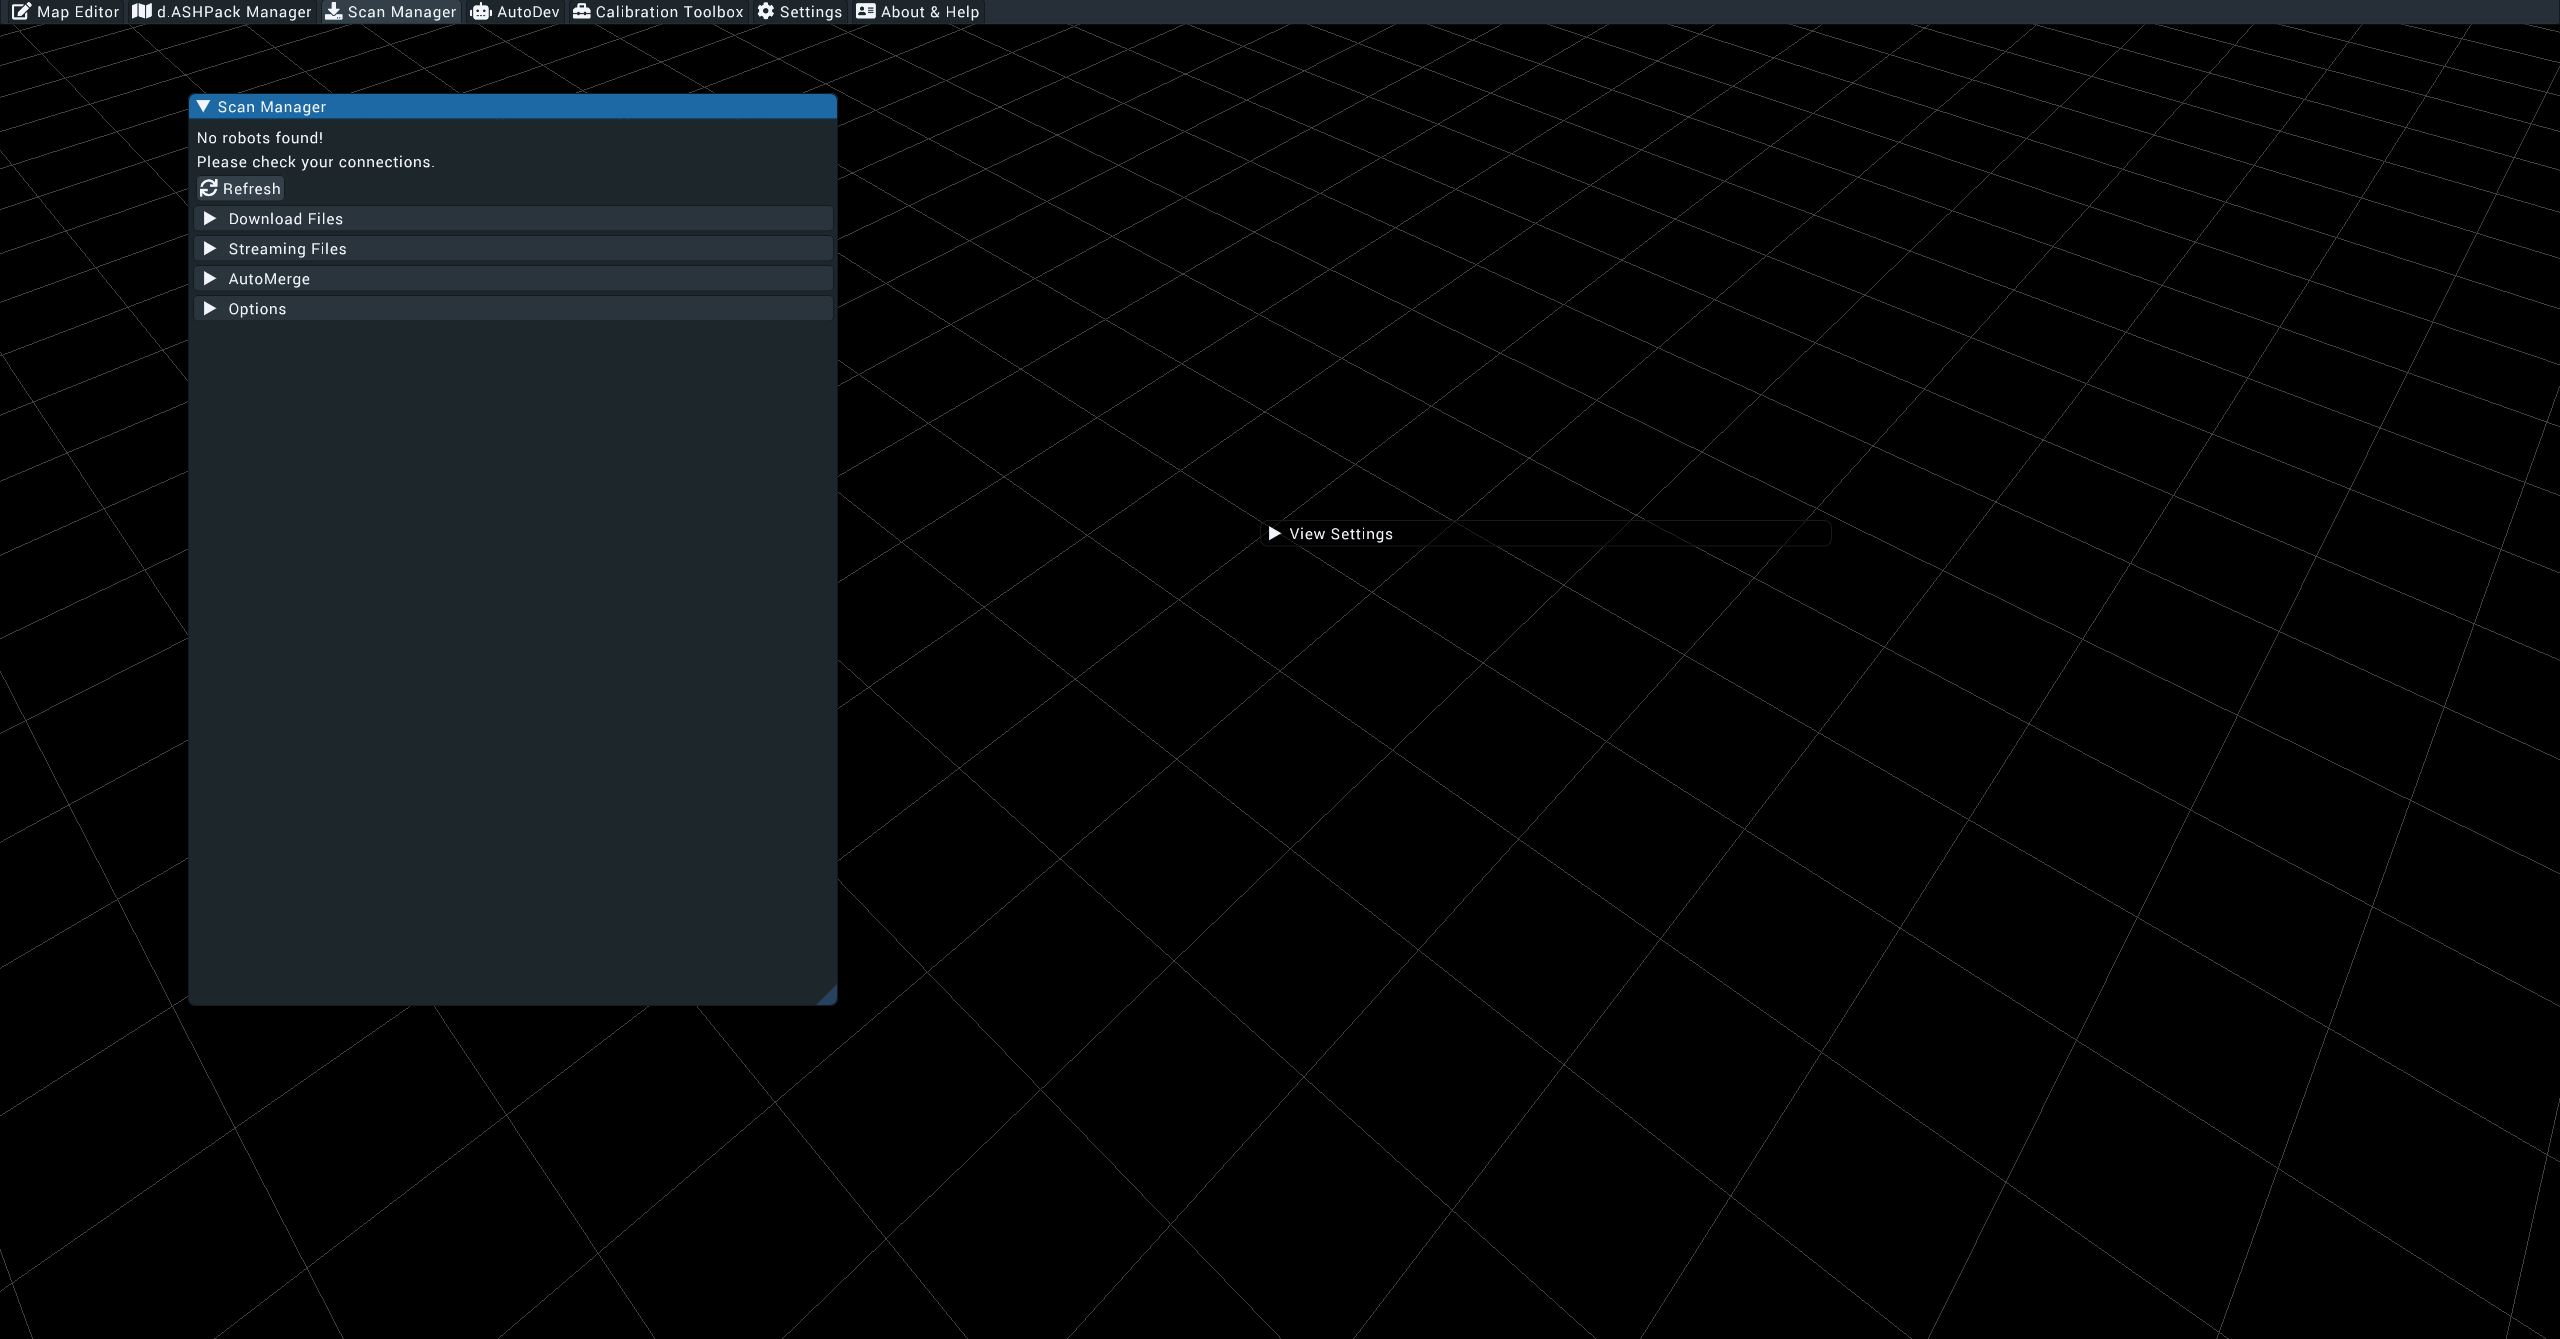 Map Editor d.ASHPack Manager Scan Manager AutoDev Calibration Toolbox Settings About & Help
Scan Manager
No robots found!
Please check your connections.
Refresh
Download Files
Streaming Files
AutoMerge
Options
View Settings